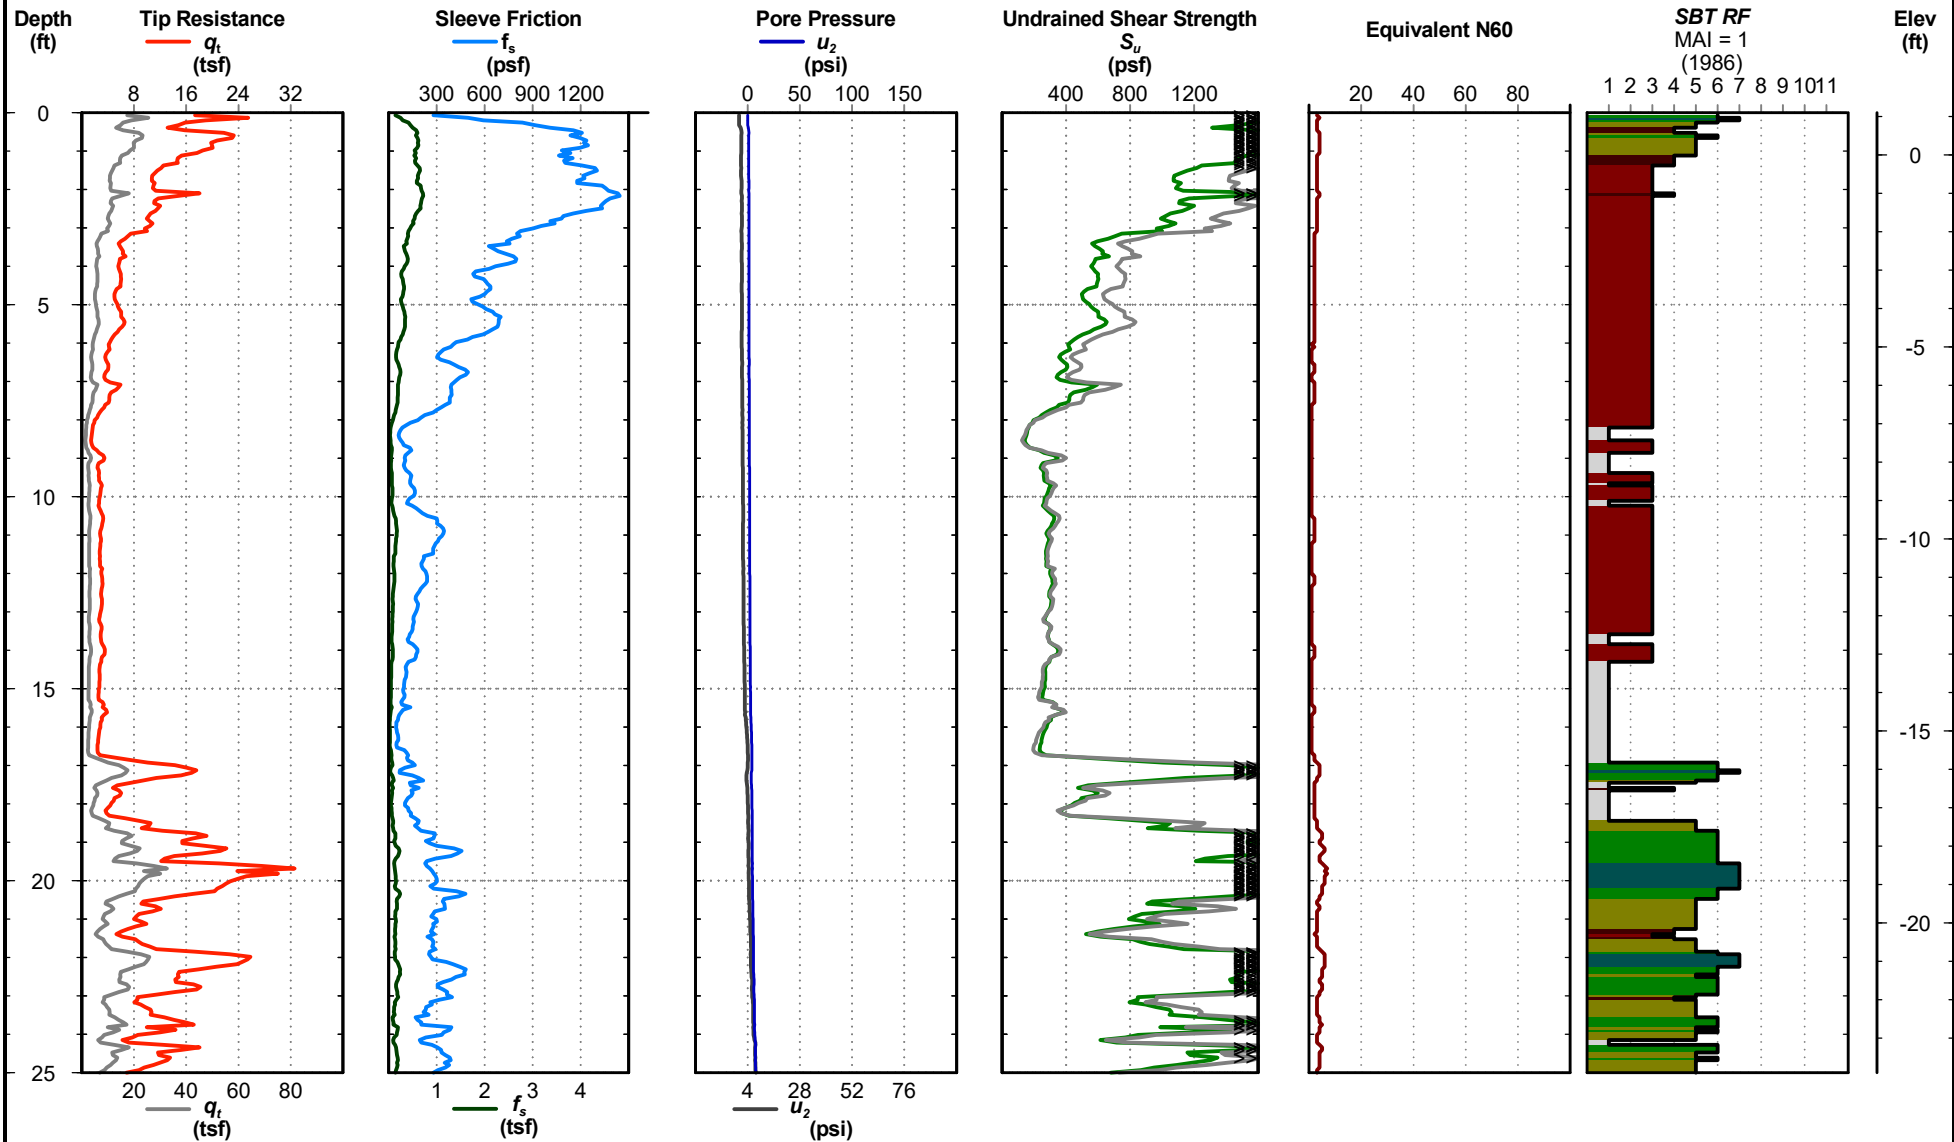 Depth
(ft)
Tip Resistance
qt
(tsf)
Sleeve Friction
fs
(psf)
Pore Pressure
u2
(psi)
Undrained Shear Strength
Su
(psf)
Equivalent N60
SBT RF
MAI = 1
(1986)
Elev
(ft)
8 16 24 32
300 600 900 1200
0 50 100 150
400 800 1200
20 40 60 80
1 2 3 4 5 6 7 8 9 10 11
0
5
10
15
20
25
0
-5
-10
-15
-20
20 40 60 80
1 2 3 4
4 28 52 76
qt
(tsf)
fs
(tsf)
u2
(psi)